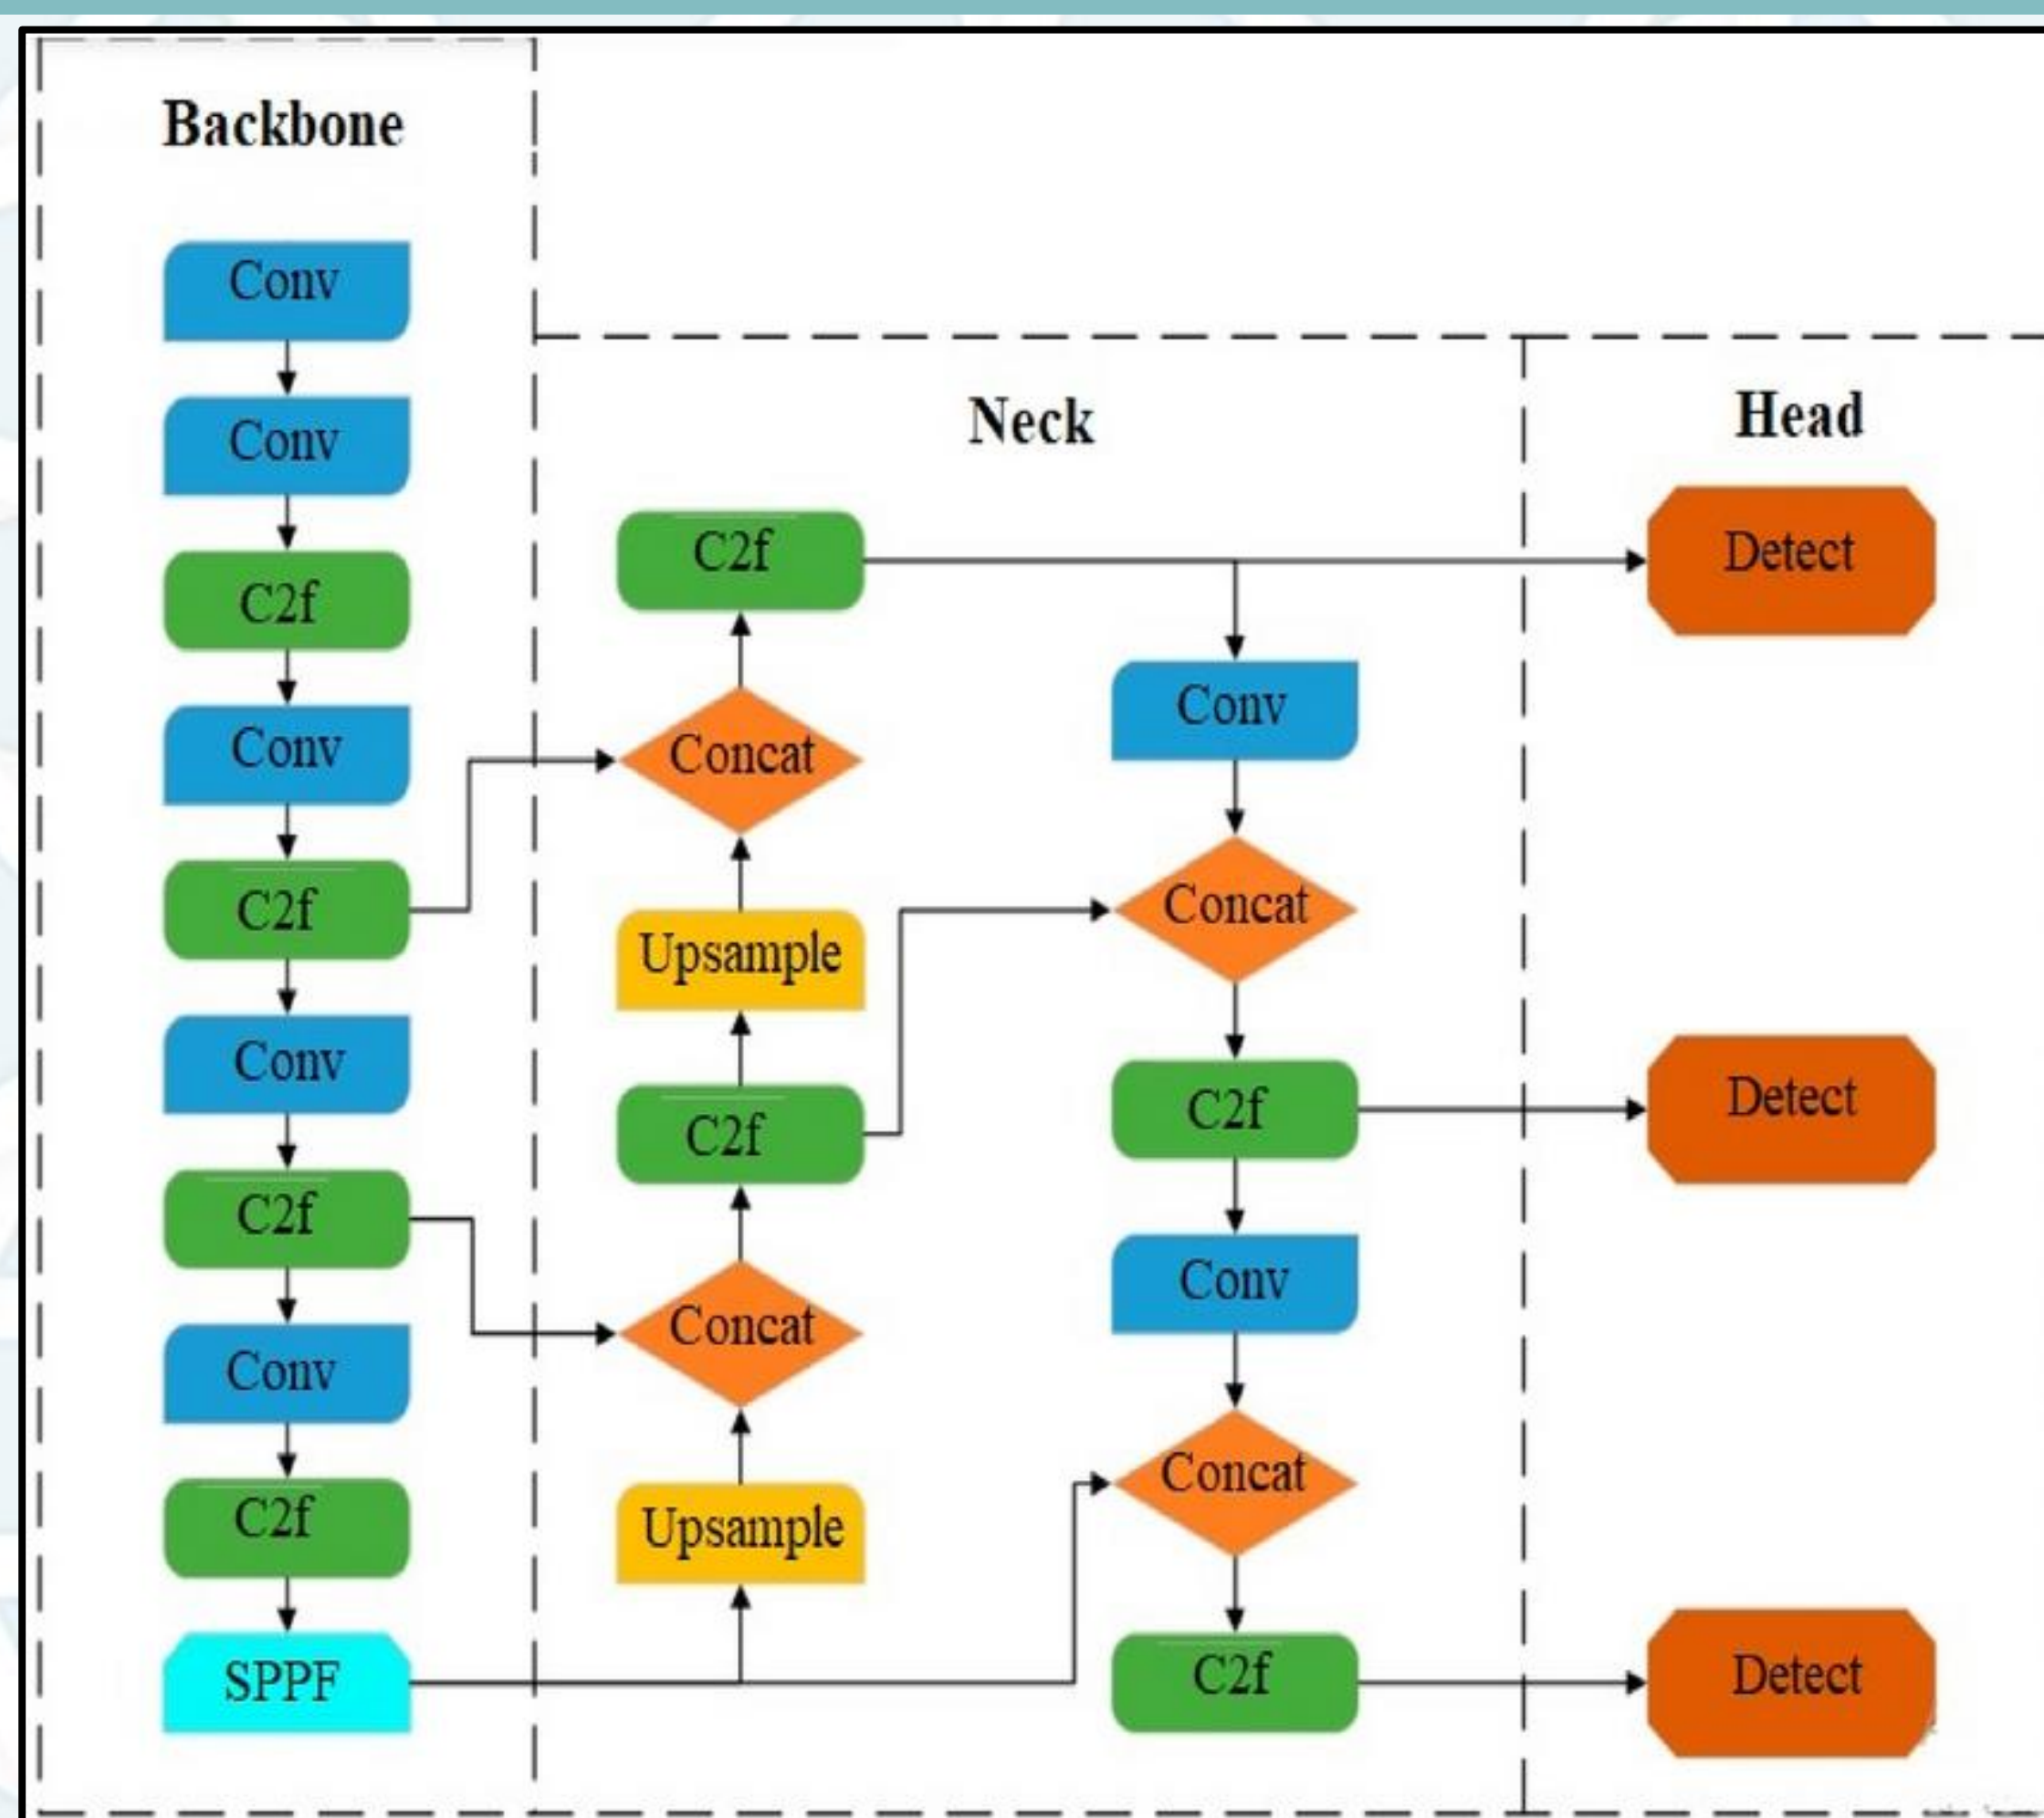 Backbone
Conv
Conv
C2f
Conv
C2f
Conv
C2f
Conv
C2f
SPPF
Neck
C2f
Concat
Upsample
C2f
Concat
Upsample
Conv
Concat
C2f
Conv
Concat
C2f
Head
Detect
Detect
Detect